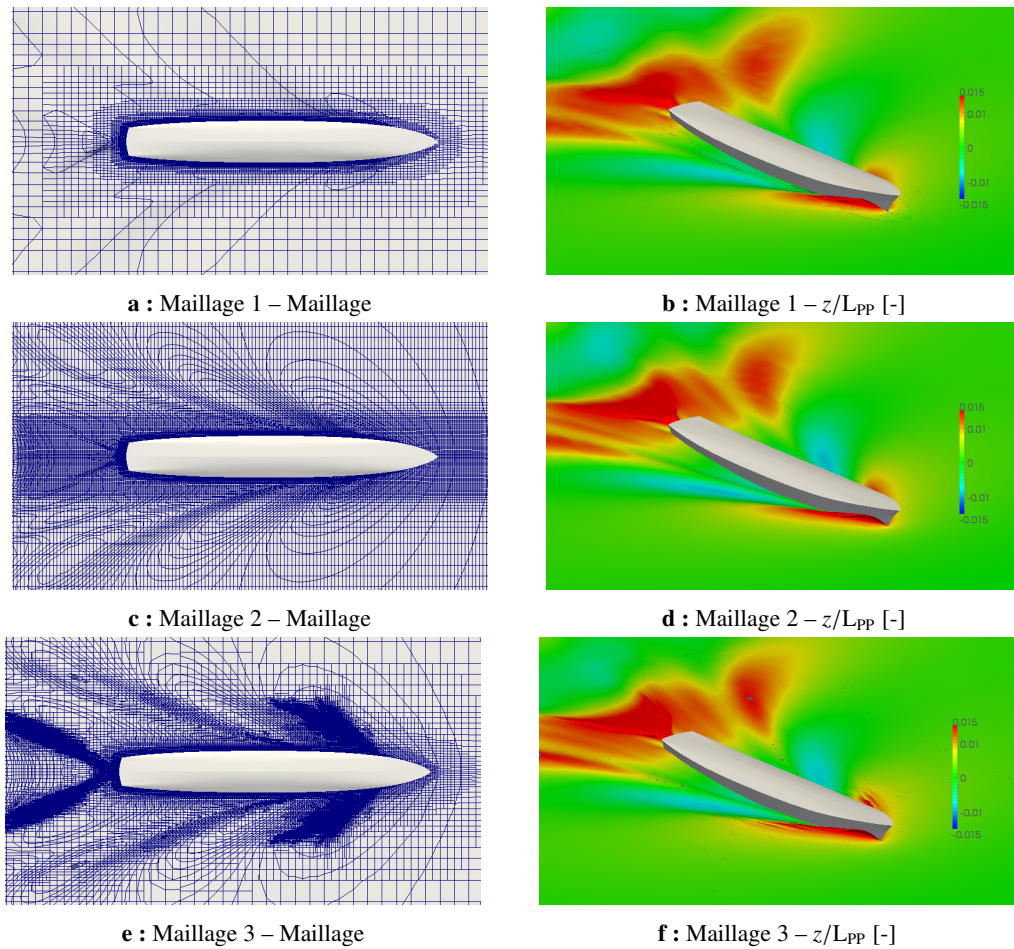 0.015
0.01
0
-0.01
-0.015
a : Maillage 1 – Maillage
b : Maillage 1 – z/LPP [-]
0.015
0.01
0
-0.01
-0.015
c : Maillage 2 – Maillage
d : Maillage 2 – z/LPP [-]
0.015
0.01
0
-0.01
-0.015
e : Maillage 3 – Maillage
f : Maillage 3 – z/LPP [-]